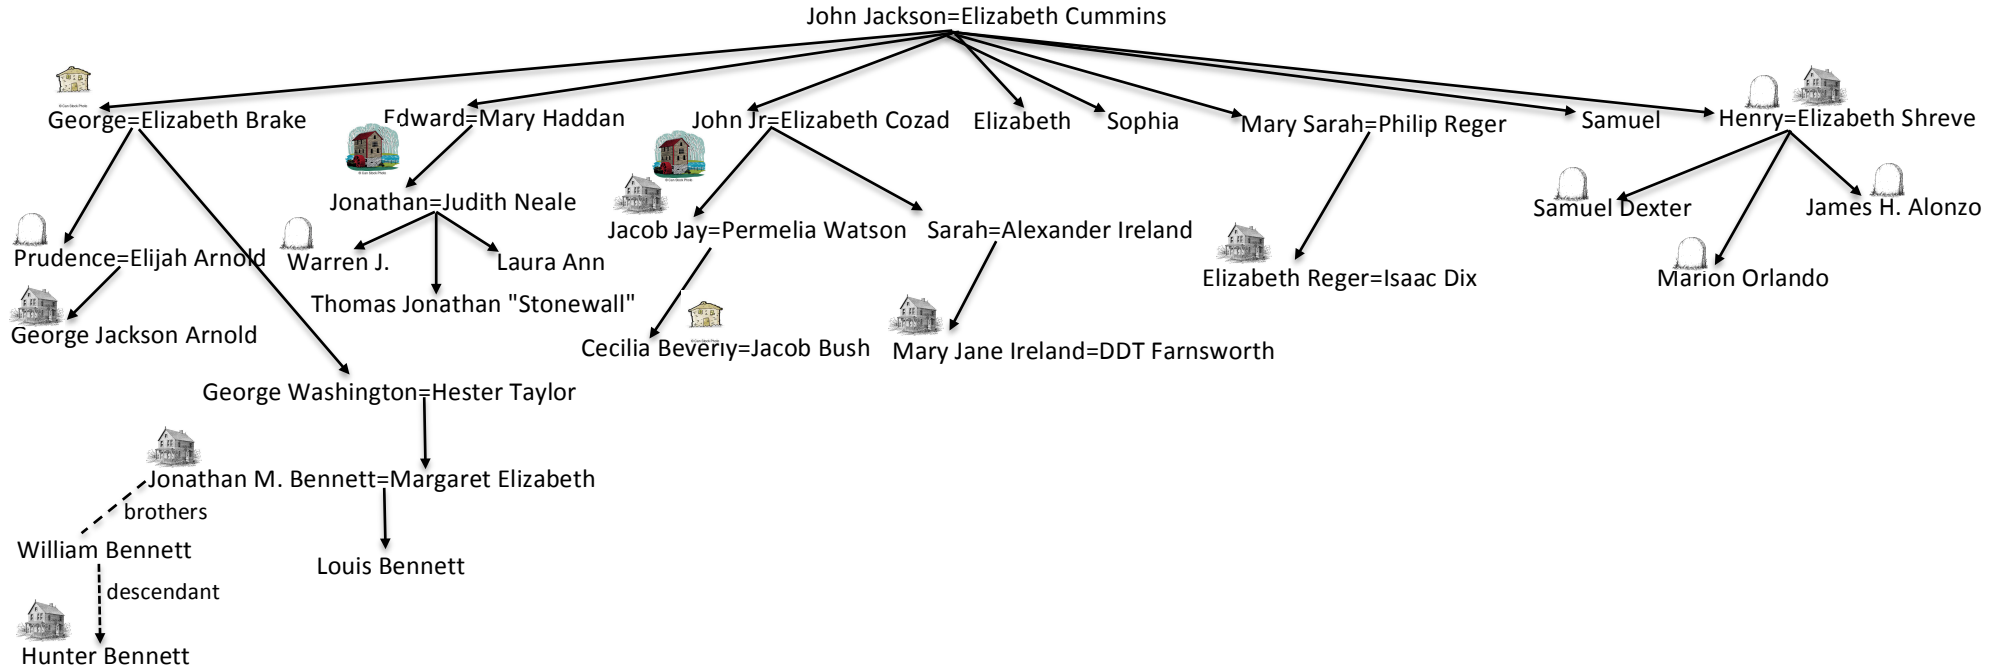 John Jackson=Elizabeth Cummins
George=Elizabeth Brake
Edward=Mary Haddan
John Jr=Elizabeth Cozad
Elizabeth
Sophia
Mary Sarah=Philip Reger
Samuel
Henry=Elizabeth Shreve
Jonathan=Judith Neale
Samuel Dexter
James H. Alonzo
Jacob Jay=Permelia Watson
Sarah=Alexander Ireland
Prudence=Elijah Arnold
Warren J.
Laura Ann
Elizabeth Reger=Isaac Dix
Marion Orlando
Thomas Jonathan "Stonewall"
George Jackson Arnold
Cecilia Beverly=Jacob Bush
Mary Jane Ireland=DDT Farnsworth
George Washington=Hester Taylor
Jonathan M. Bennett=Margaret Elizabeth
brothers
William Bennett
Louis Bennett
descendant
Hunter Bennett